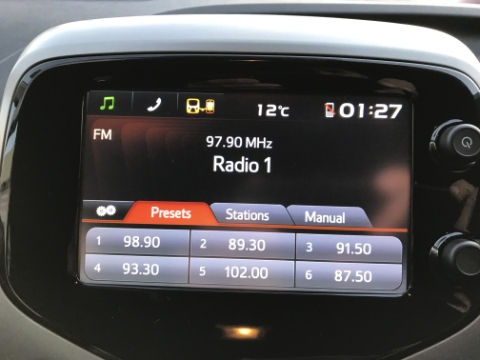 12°C 01:27
FM
97.90 MHz
Radio 1
Presets Stations Manual
1 98.90 2 89.30 3 91.50
4 93.30 5 102.00 6 87.50